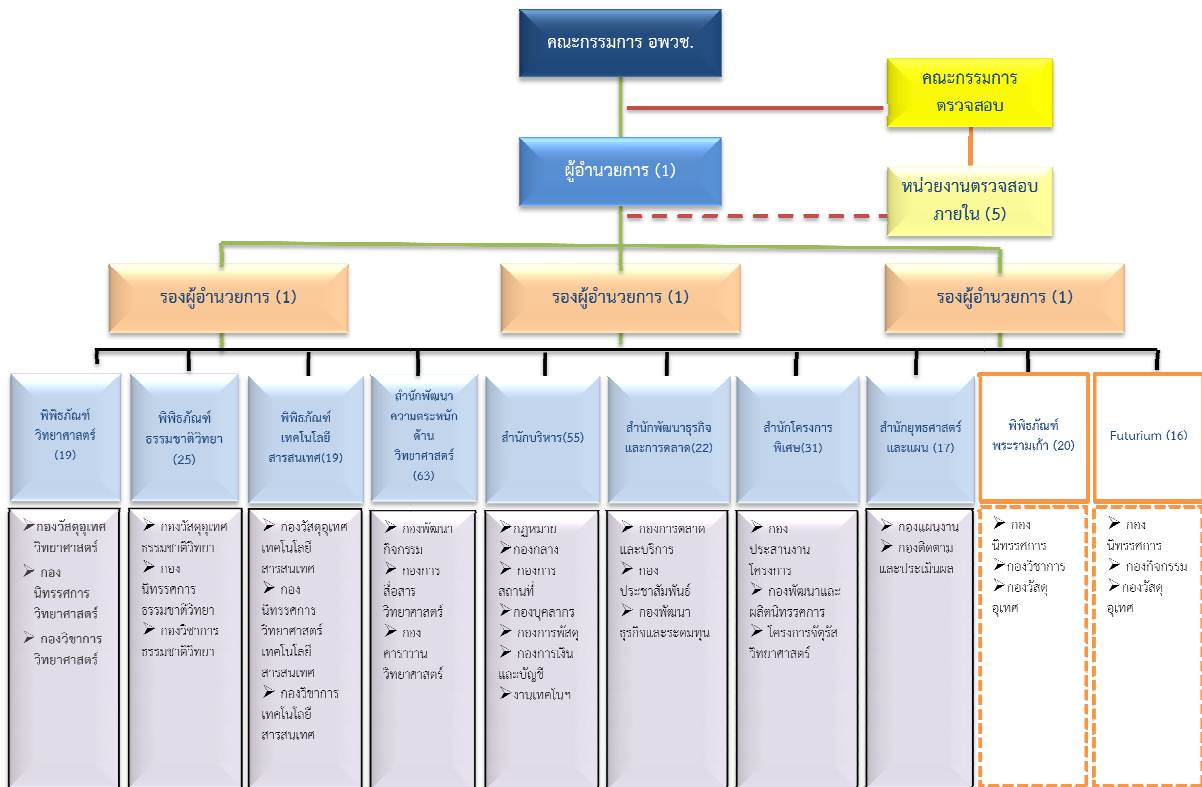 คณะกรรมการ อพวช.
คณะกรรมการ
ตรวจสอบ
ผู้อำนวยการ (1)
หน่วยงานตรวจสอบ
ภายใน (5)
รองผู้อำนวยการ (1)
รองผู้อำนวยการ (1)
รองผู้อำนวยการ (1)
พิพิธภัณฑ์
วิทยาศาสตร์
(19)
พิพิธภัณฑ์
ธรรมชาติวิทยา
(25)
พิพิธภัณฑ์
เทคโนโลยี
สารสนเทศ(19)
สำนักพัฒนา
ความตระหนัก
ด้าน
วิทยาศาสตร์
(63)
สำนักบริหาร(55)
สำนักพัฒนาธุรกิจ
และการตลาด(22)
สำนักโครงการ
พิเศษ(31)
สำนักยุทธศาสตร์
และแผน (17)
พิพิธภัณฑ์
พระรามเก้า (20)
Futurium (16)
➢กองวัสดุอุเทศ
วิทยาศาสตร์
➢ กอง
นิทรรศการ
วิทยาศาสตร์
➢ กองวิชาการ
วิทยาศาสตร์
➢ กองวัสดุอุเทศ
ธรรมชาติวิทยา
➢ กอง
นิทรรศการ
ธรรมชาติวิทยา
➢กองวิชาการ
ธรรมชาติวิทยา
➢ กองวัสดุอุเทศ
เทคโนโลยี
สารสนเทศ
➢ กอง
นิทรรศการ
วิทยาศาสตร์
เทคโนโลยี
สารสนเทศ
➢ กองวิชาการ
เทคโนโลยี
สารสนเทศ
➢ กองพัฒนา
กิจกรรม
➢ กองการ
สื่อสาร
วิทยาศาสตร์
➢ กอง
คาราวาน
วิทยาศาสตร์
➢ กฎหมาย
➢ กองกลาง
➢ กองการ
สถานที่
➢กองบุคลากร
➢กองการพัสดุ
➢กองการเงิน
และบัญชี
➢งานเทคโนฯ
➢ กองการตลาด
และบริการ
➢ กอง
ประชาสัมพันธ์
➢ กองพัฒนา
ธุรกิจและระดมทุน
➢ กอง
ประสานงาน
โครงการ
➢ กองพัฒนาและ
ผลิตนิทรรศการ
➢ โครงการจัตุรัส
วิทยาศาสตร์
➢ กองแผนงาน
➢ กองติดตาม
และประเมินผล
➢ กอง
นิทรรศการ
➢กองวิชาการ
➢กองวัสดุ
อุเทศ
➢ กอง
นิทรรศการ
➢ กองกิจกรรม
➢กองวัสดุ
อุเทศ